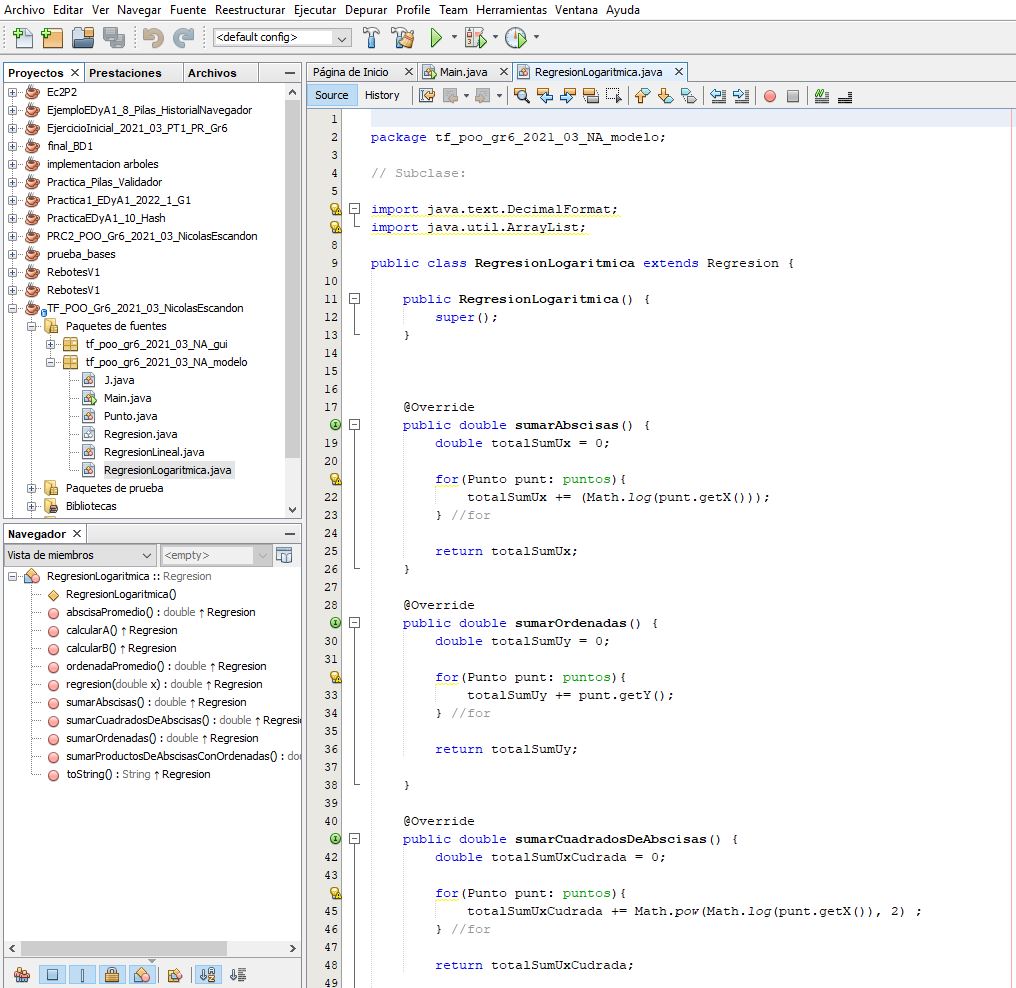 Archivo Editar Ver Navegar Fuente Reestructurar Ejecutar Depurar Profile Team Herramientas Ventana Ayuda
<default config>
Proyectos Prestaciones Archivos
Ec2P2
EjemploEDyA1_8_Pilas_HistorialNavegador
EjercicioInicial_2021_03_PT1_PR_Gr6
final_BD1
implementacion arboles
Practica_Pilas_Validador
Practica1_EDyA1_2022_1_G1
PracticaEDyA1_10_Hash
PRC2_POO_Gr6_2021_03_NicolasEscandon
prueba_bases
RebotesV1
RebotesV1
TF_POO_Gr6_2021_03_NicolasEscandon
Paquetes de fuentes
tf_poo_gr6_2021_03_NA_gui
tf_poo_gr6_2021_03_NA_modelo
J.java
Main.java
Punto.java
Regresion.java
RegresionLineal.java
RegresionLogaritmica.java
Paquetes de prueba
Bibliotecas
Navegador
Vista de miembros <empty>
RegresionLogaritmica :: Regresion
RegresionLogaritmica()
abscisaPromedio() : double ↑ Regresion
calcularA() ↑ Regresion
calcularB() ↑ Regresion
ordenadaPromedio() : double ↑ Regresion
regresion(double x) : double ↑ Regresion
sumarAbscisas() : double ↑ Regresion
sumarCuadradosDeAbscisas() : double ↑ Regresi
sumarOrdenadas() : double ↑ Regresion
sumarProductosDeAbscisasConOrdenadas() : dou
toString() : String ↑ Regresion
Página de Inicio Main.java RegresionLogaritmica.java
Source History
1
2 package tf_poo_gr6_2021_03_NA_modelo;
3
4 // Subclase:
5
import java.text.DecimalFormat;
import java.util.ArrayList;
8
9 public class RegresionLogaritmica extends Regresion {
10
11 public RegresionLogaritmica() {
12 super();
13 }
14
15
16
17 @Override
public double sumarAbscisas() {
19 double totalSumUx = 0;
20
for(Punto punt: puntos){
22 totalSumUx += (Math.log(punt.getX()));
23 } //for
24
25 return totalSumUx;
26 }
27
28 @Override
public double sumarOrdenadas() {
30 double totalSumUy = 0;
31
for(Punto punt: puntos){
33 totalSumUy += punt.getY();
34 } //for
35
36 return totalSumUy;
37
38 }
39
40 @Override
public double sumarCuadradosDeAbscisas() {
42 double totalSumUxCudrada = 0;
43
for(Punto punt: puntos){
45 totalSumUxCudrada += Math.pow(Math.log(punt.getX()), 2) ;
46 } //for
47
48 return totalSumUxCudrada;
49